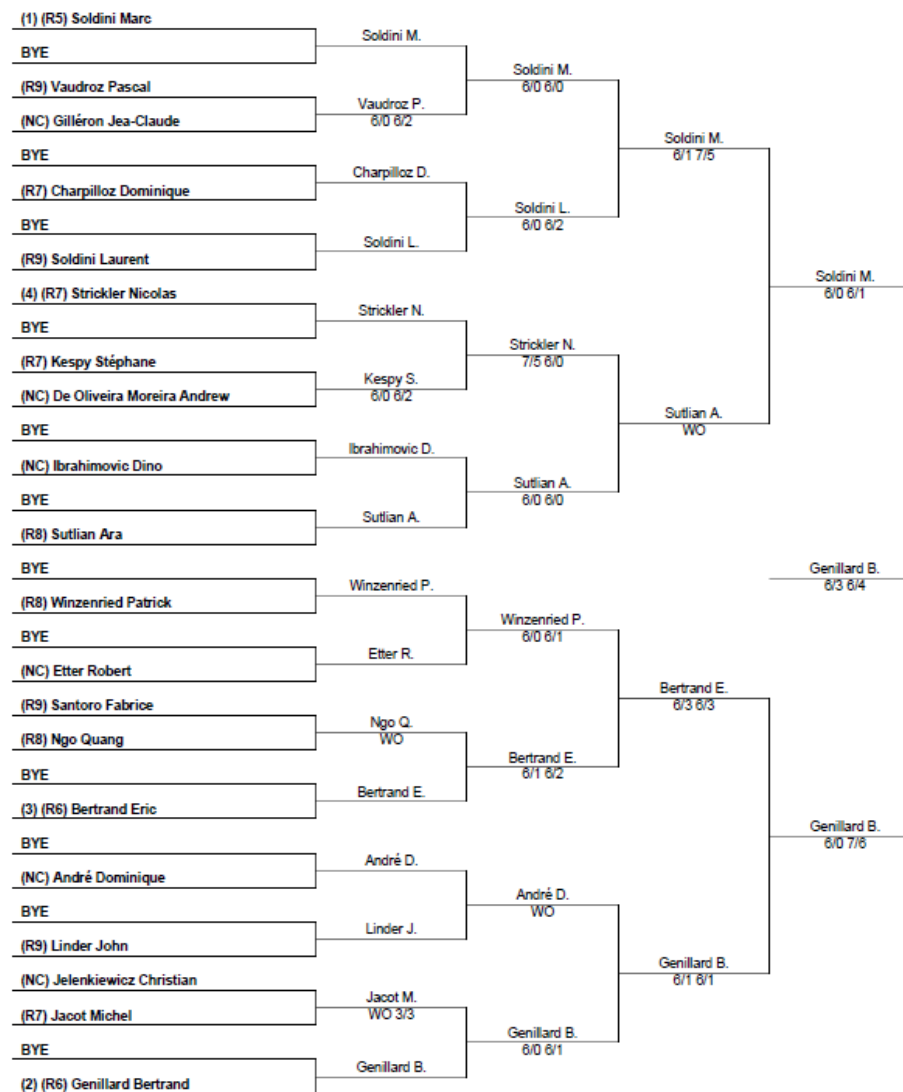 (1) (R5) Soldini Marc
BYE
(R9) Vaudroz Pascal
(NC) Gilléron Jea-Claude
BYE
(R7) Charpilloz Dominique
BYE
(R9) Soldini Laurent
(4) (R7) Strickler Nicolas
BYE
(R7) Kespy Stéphane
(NC) De Oliveira Moreira Andrew
BYE
(NC) Ibrahimovic Dino
BYE
(R8) Sutlian Ara
BYE
(R8) Winzenried Patrick
BYE
(NC) Etter Robert
(R9) Santoro Fabrice
(R8) Ngo Quang
BYE
(3) (R6) Bertrand Eric
BYE
(NC) André Dominique
BYE
(R9) Linder John
(NC) Jelenkiewicz Christian
(R7) Jacot Michel
BYE
(2) (R6) Genillard Bertrand
Soldini M.
Vaudroz P.
6/0 6/2
Charpilloz D.
Soldini L.
Strickler N.
Kespy S.
6/0 6/2
Ibrahimovic D.
Sutlian A.
Winzenried P.
Etter R.
Ngo Q.
WO
Bertrand E.
André D.
Linder J.
Jacot M.
WO 3/3
Genillard B.
Soldini M.
6/0 6/0
Soldini L.
6/0 6/2
Strickler N.
7/5 6/0
Sutlian A.
6/0 6/0
Winzenried P.
6/0 6/1
Bertrand E.
6/1 6/2
André D.
WO
Genillard B.
6/0 6/1
Soldini M.
6/1 7/5
Sutlian A.
WO
Bertrand E.
6/3 6/3
Genillard B.
6/1 6/1
Soldini M.
6/0 6/1
Genillard B.
6/3 6/4
Genillard B.
6/0 7/6